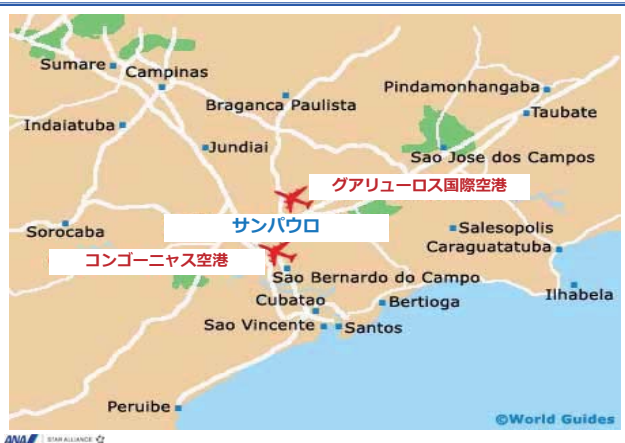 Sumare
Campinas
Pindamonhangaba
Braganca Paulista
Taubate
Indaiatuba
Jundiai
Sao Jose dos Campos
グアリューロス国際空港
サンパウロ
Sorocaba
Salesopolis
Caraguatatuba
コンゴーニャス空港
Sao Bernardo do Campo
Ilhabela
Cubatao
Bertioga
Sao Vincente
Santos
Peruibe
©World Guides
ANA
STAR ALLIANCE